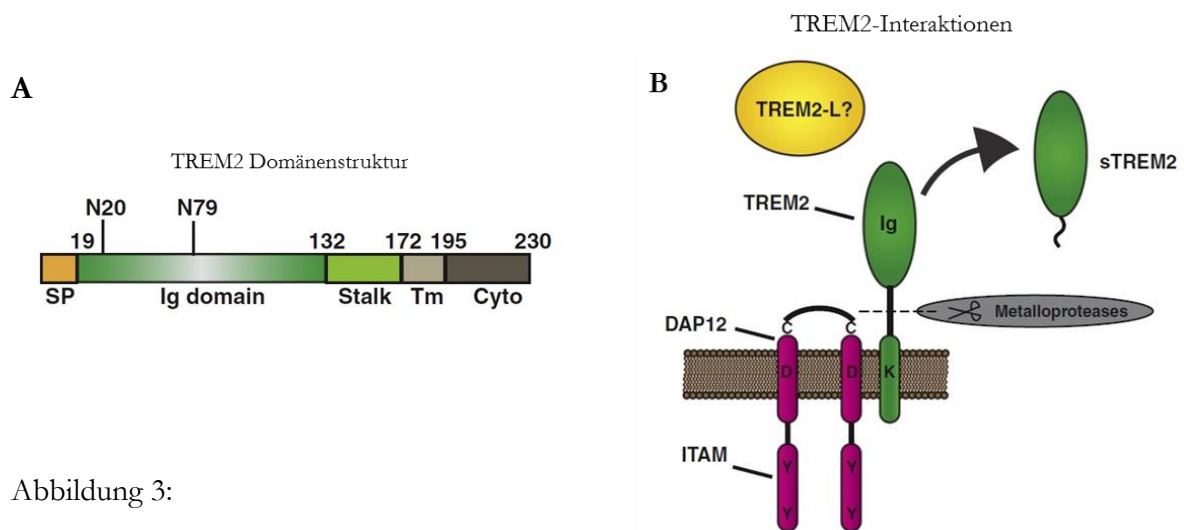 A
TREM2 Domänenstruktur
N20 N79
19 132 172 195 230
SP Ig domain Stalk Tm Cyto
TREM2-Interaktionen
B
TREM2-L?
sTREM2
TREM2
Ig
Metalloproteases
DAP12
C C
D D K
ITAM
Y Y
Y Y
Abbildung 3: